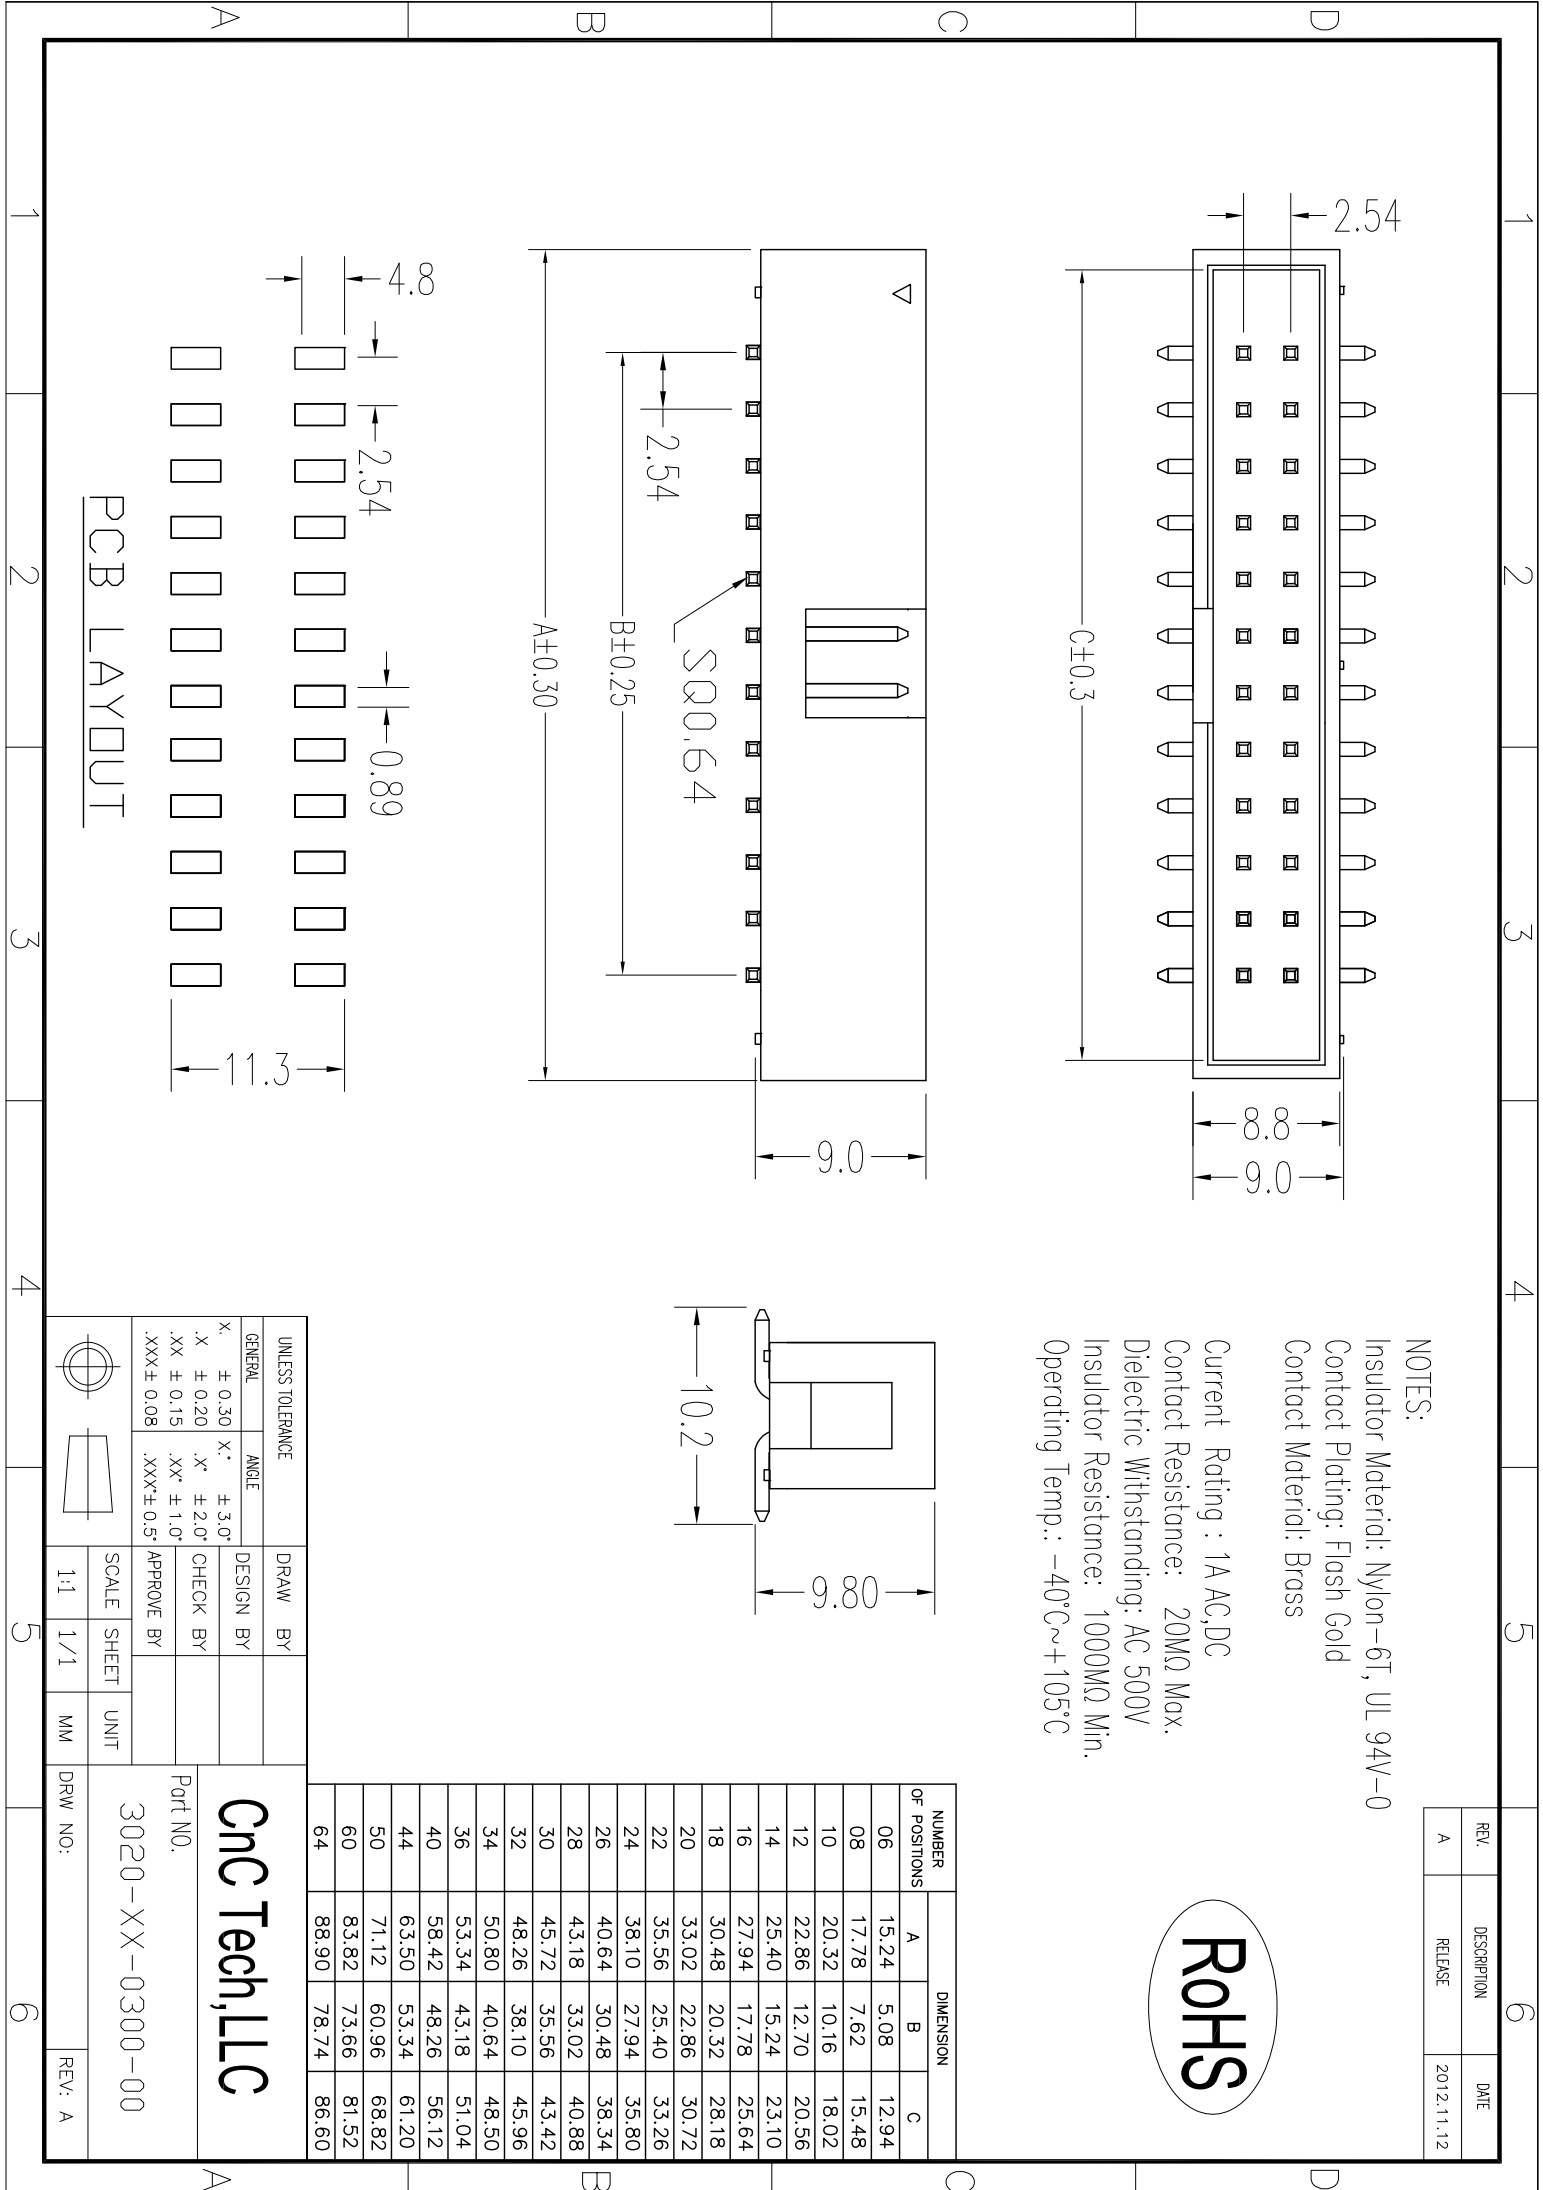 D
C
B
A
1
2
3
4
5
6
1
2
3
4
5
6
D
C
B
A
REV.	DESCRIPTION	DATE
A	RELEASE	2012.11.12
RoHS
NOTES:
Insulator Material: Nylon-6T, UL 94V-0
Contact Plating: Flash Gold
Contact Material: Brass
Current Rating : 1A AC,DC
Contact Resistance: 20MΩ Max.
Dielectric Withstanding: AC 500V
Insulator Resistance: 1000MΩ Min.
Operating Temp.: -40°C~+105°C
2.54
C±0.3
8.8
9.0
2.54
SQ0.64
B±0.25
A±0.30
9.0
10.2
9.80
4.8
2.54
0.89
11.3
PCB LAYOUT
NUMBER OF POSITIONS	DIMENSION
A	B	C
06	15.24	5.08	12.94
08	17.78	7.62	15.48
10	20.32	10.16	18.02
12	22.86	12.70	20.56
14	25.40	15.24	23.10
16	27.94	17.78	25.64
18	30.48	20.32	28.18
20	33.02	22.86	30.72
22	35.56	25.40	33.26
24	38.10	27.94	35.80
26	40.64	30.48	38.34
28	43.18	33.02	40.88
30	45.72	35.56	43.42
32	48.26	38.10	45.96
34	50.80	40.64	48.50
36	53.34	43.18	51.04
40	58.42	48.26	56.12
44	63.50	53.34	61.20
50	71.12	60.96	68.82
60	83.82	73.66	81.52
64	88.90	78.74	86.60
UNLESS TOLERANCE
GENERAL	ANGLE
X. ± 0.30	X.° ± 3.0°
.X ± 0.20	.X° ± 2.0°
.XX ± 0.15	.XX° ± 1.0°
.XXX ± 0.08	.XXX° ± 0.5°
DRAW BY
DESIGN BY
CHECK BY
APPROVE BY
SCALE	SHEET	UNIT
1:1	1/1	MM
CnC Tech,LLC
Part NO.
3020-XX-0300-00
DRW NO:
REV: A